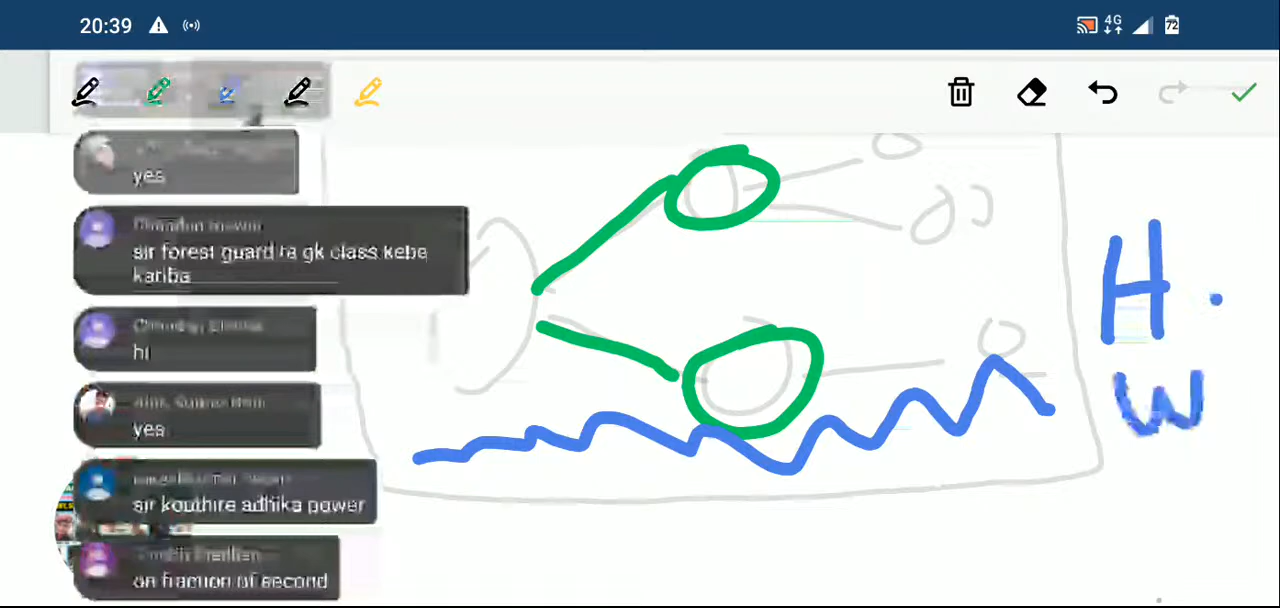 20:39
4G
72
yes
sir forest guard ra gk class kebe
kariba
hi
yes
sir kouthire adhika power
on fraction of second
H.
W